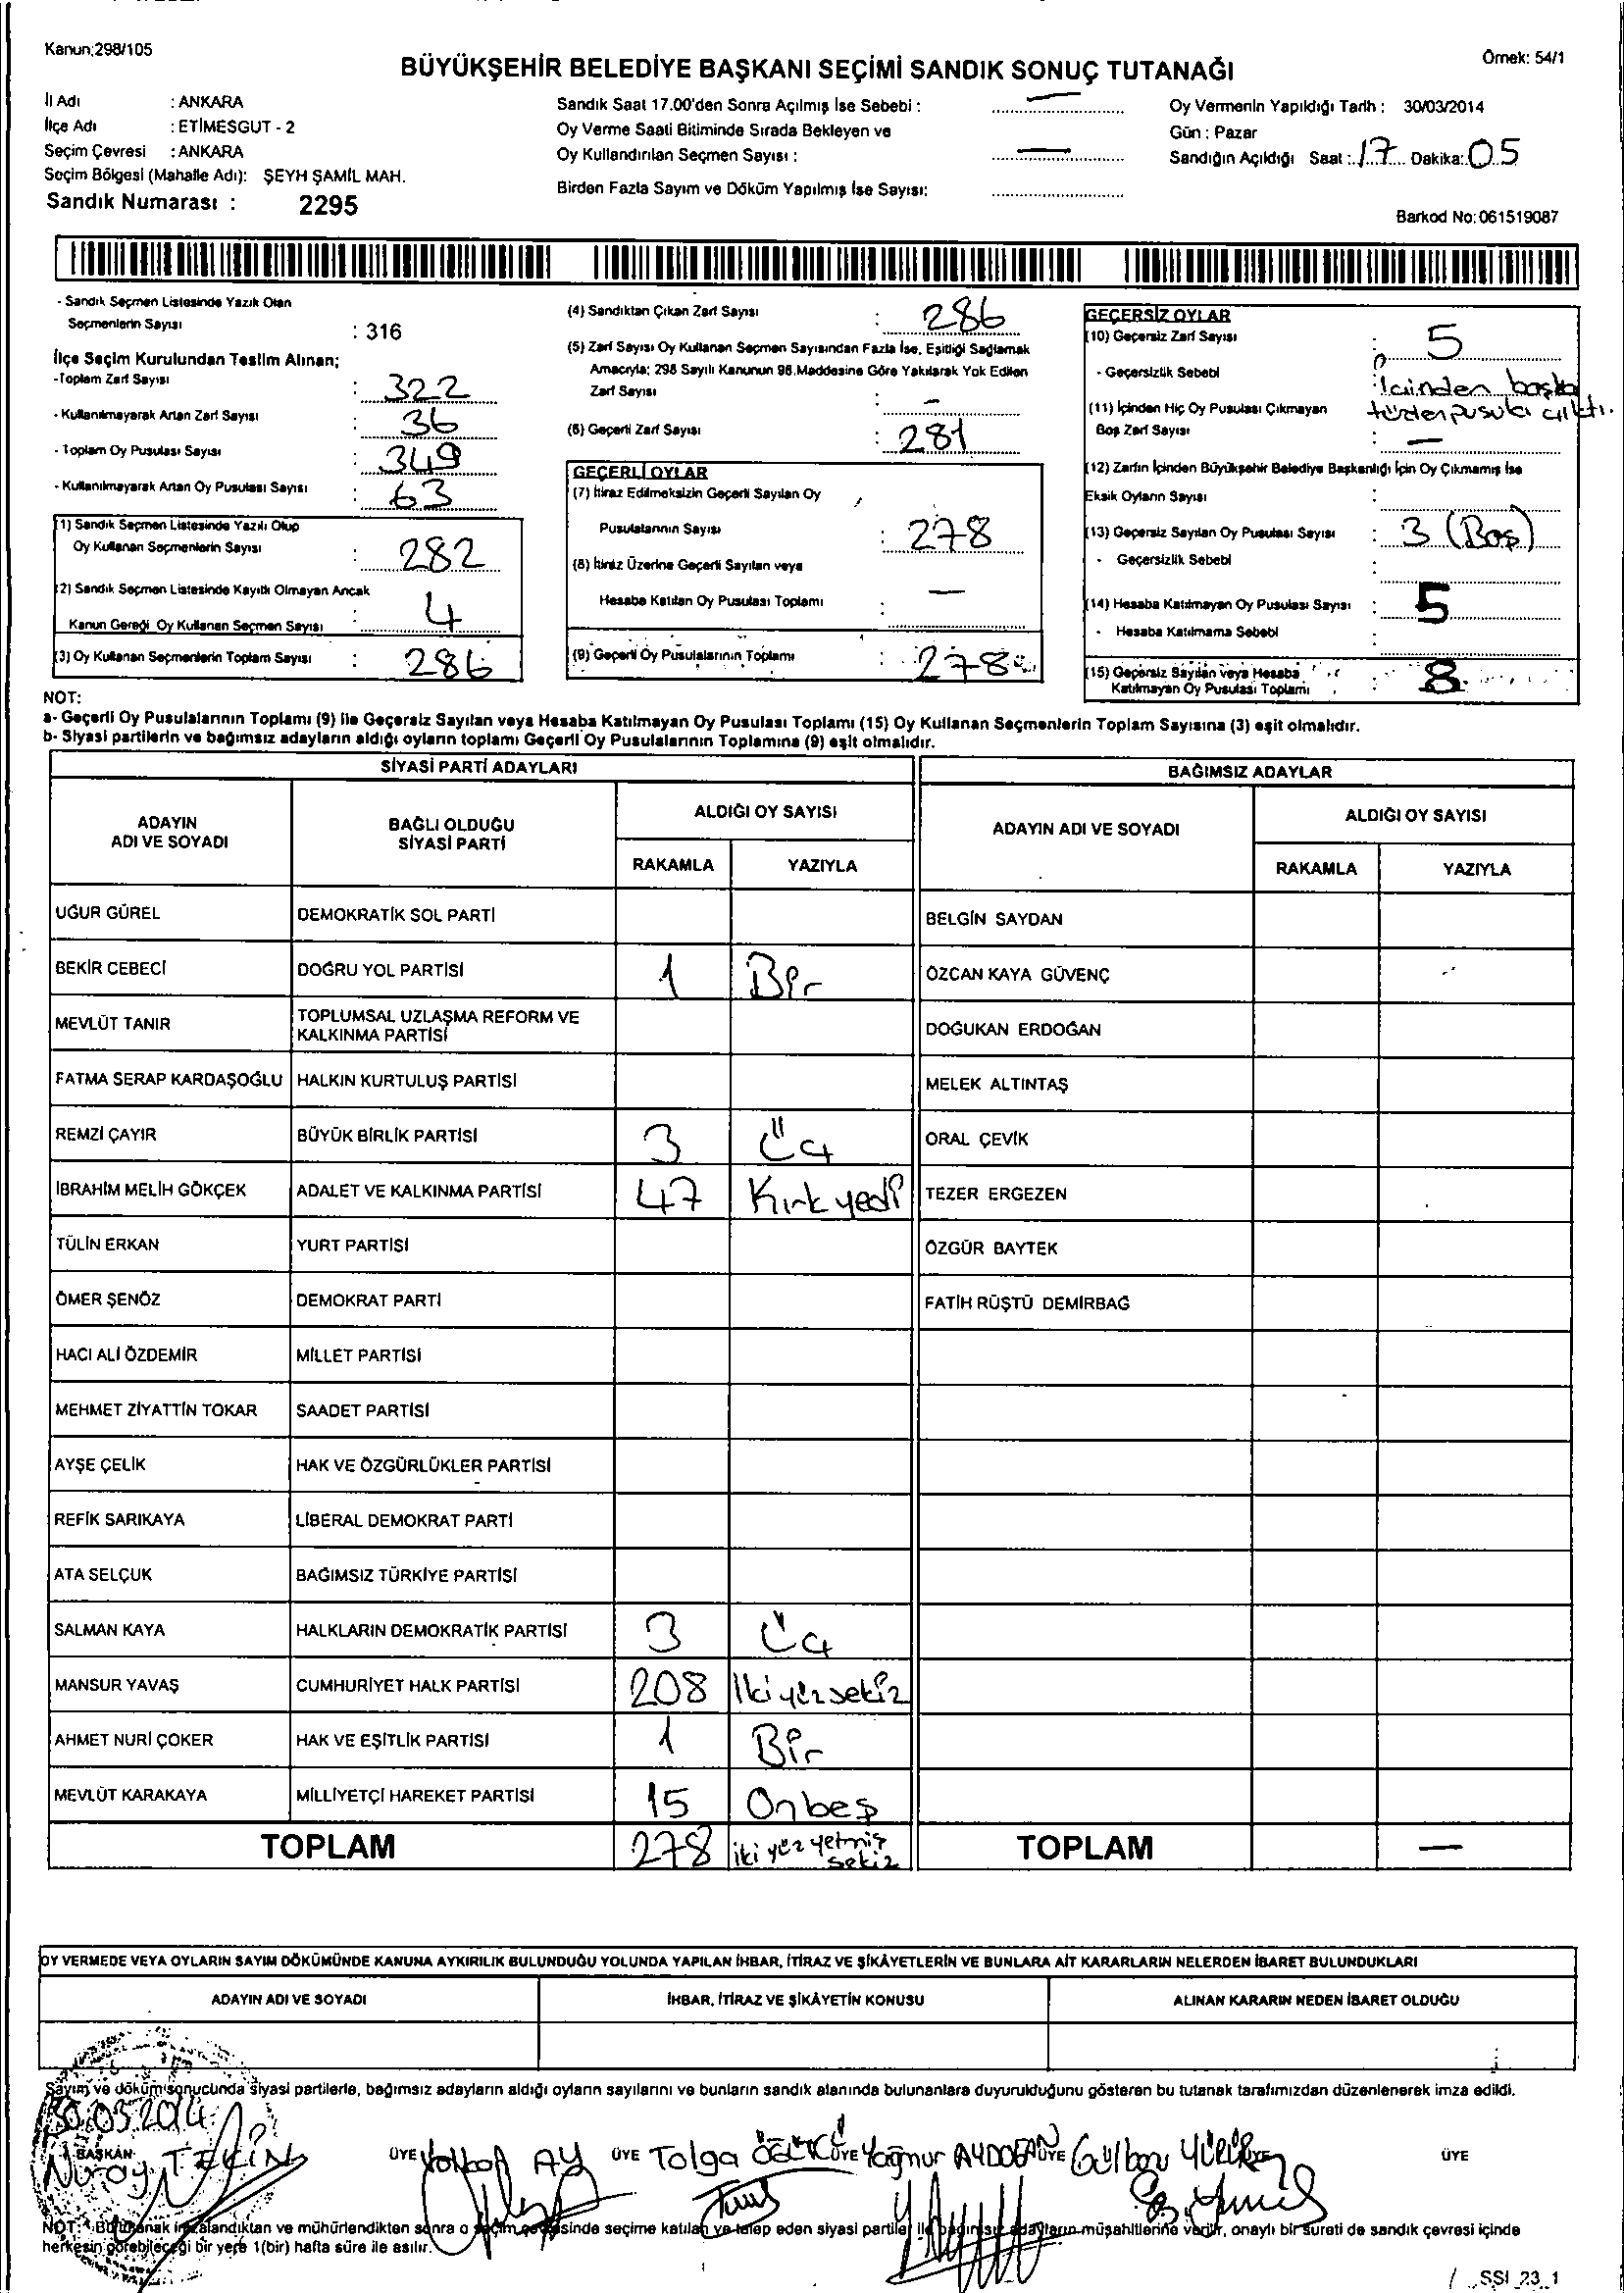 Kanun;298/105
Örnek: 54/1
BÜYÜKŞEHİR BELEDİYE BAŞKANI SEÇİMİ SANDIK SONUÇ TUTANAĞI
İl Adı : ANKARA
İlçe Adı : ETİMESGUT - 2
Seçim Çevresi : ANKARA
Seçim Bölgesi (Mahalle Adı): ŞEYH ŞAMİL MAH.
Sandık Numarası : 2295
Sandık Saat 17.00'den Sonra Açılmış İse Sebebi : —
Oy Verme Saati Bitiminde Sırada Bekleyen ve
Oy Kullandırılan Seçmen Sayısı : —
Birden Fazla Sayım ve Döküm Yapılmış İse Sayısı:
Oy Vermenin Yapıldığı Tarih : 30/03/2014
Gün : Pazar
Sandığın Açıldığı Saat : 17 Dakika: 05
Barkod No: 061519087
- Sandık Seçmen Listesinde Yazılı Olan
Seçmenlerin Sayısı : 316
İlçe Seçim Kurulundan Teslim Alınan;
-Toplam Zarf Sayısı : 322
- Kullanılmayarak Artan Zarf Sayısı : 36
- Toplam Oy Pusulası Sayısı : 349
- Kullanılmayarak Artan Oy Pusulası Sayısı : 63
(1) Sandık Seçmen Listesinde Yazılı Olup
Oy Kullanan Seçmenlerin Sayısı : 282
(2) Sandık Seçmen Listesinde Kayıtlı Olmayan Ancak
Kanun Gereği Oy Kullanan Seçmen Sayısı : 4
(3) Oy Kullanan Seçmenlerin Toplam Sayısı : 286
(4) Sandıktan Çıkan Zarf Sayısı : 286
(5) Zarf Sayısı Oy Kullanan Seçmen Sayısından Fazla İse, Eşitliği Sağlamak
Amacıyla; 298 Sayılı Kanunun 98.Maddesine Göre Yakılarak Yok Edilen
Zarf Sayısı : -
(6) Geçerli Zarf Sayısı : 281
GEÇERLİ OYLAR
(7) İtiraz Edilmeksizin Geçerli Sayılan Oy
Pusulalarının Sayısı : 278
(8) İtiraz Üzerine Geçerli Sayılan veya
Hesaba Katılan Oy Pusulası Toplamı : —
(9) Geçerli Oy Pusulalarının Toplamı : 278
GEÇERSİZ OYLAR
(10) Geçersiz Zarf Sayısı : 5
- Geçersizlik Sebebi : İçinden başka
türden pusula çıktı.
(11) İçinden Hiç Oy Pusulası Çıkmayan
Boş Zarf Sayısı : —
(12) Zarfın İçinden Büyükşehir Belediye Başkanlığı İçin Oy Çıkmamış İse
Eksik Oyların Sayısı :
(13) Geçersiz Sayılan Oy Pusulası Sayısı : 3 (Boş)
- Geçersizlik Sebebi :
(14) Hesaba Katılmayan Oy Pusulası Sayısı : 5
- Hesaba Katılmama Sebebi :
(15) Geçersiz Sayılan veya Hesaba
Katılmayan Oy Pusulası Toplamı : 8
NOT:
a- Geçerli Oy Pusulalarının Toplamı (9) ile Geçersiz Sayılan veya Hesaba Katılmayan Oy Pusulası Toplamı (15) Oy Kullanan Seçmenlerin Toplam Sayısına (3) eşit olmalıdır.
b- Siyasi partilerin ve bağımsız adayların aldığı oyların toplamı Geçerli Oy Pusulalarının Toplamına (9) eşit olmalıdır.
SİYASİ PARTİ ADAYLARI
ADAYIN ADI VE SOYADI BAĞLI OLDUĞU SİYASİ PARTİ ALDIĞI OY SAYISI
RAKAMLA YAZIYLA
UĞUR GÜREL DEMOKRATİK SOL PARTİ
BEKİR CEBECİ DOĞRU YOL PARTİSİ 1 Bir
MEVLÜT TANIR TOPLUMSAL UZLAŞMA REFORM VE KALKINMA PARTİSİ
FATMA SERAP KARDAŞOĞLU HALKIN KURTULUŞ PARTİSİ
REMZİ ÇAYIR BÜYÜK BİRLİK PARTİSİ 3 Üç
İBRAHİM MELİH GÖKÇEK ADALET VE KALKINMA PARTİSİ 47 Kırkyedi
TÜLİN ERKAN YURT PARTİSİ
ÖMER ŞENÖZ DEMOKRAT PARTİ
HACI ALİ ÖZDEMİR MİLLET PARTİSİ
MEHMET ZİYATTİN TOKAR SAADET PARTİSİ
AYŞE ÇELİK HAK VE ÖZGÜRLÜKLER PARTİSİ
REFİK SARIKAYA LİBERAL DEMOKRAT PARTİ
ATA SELÇUK BAĞIMSIZ TÜRKİYE PARTİSİ
SALMAN KAYA HALKLARIN DEMOKRATİK PARTİSİ 3 Üç
MANSUR YAVAŞ CUMHURİYET HALK PARTİSİ 208 İkiyüzsekiz
AHMET NURİ ÇOKER HAK VE EŞİTLİK PARTİSİ 1 Bir
MEVLÜT KARAKAYA MİLLİYETÇİ HAREKET PARTİSİ 15 Onbeş
TOPLAM 278 iki yüz yetmiş sekiz
BAĞIMSIZ ADAYLAR
ADAYIN ADI VE SOYADI ALDIĞI OY SAYISI
RAKAMLA YAZIYLA
BELGİN SAYDAN
ÖZCAN KAYA GÜVENÇ
DOĞUKAN ERDOĞAN
MELEK ALTINTAŞ
ORAL ÇEVİK
TEZER ERGEZEN
ÖZGÜR BAYTEK
FATİH RÜŞTÜ DEMİRBAĞ
TOPLAM —
OY VERMEDE VEYA OYLARIN SAYIM DÖKÜMÜNDE KANUNA AYKIRILIK BULUNDUĞU YOLUNDA YAPILAN İHBAR, İTİRAZ VE ŞİKÂYETLERİN VE BUNLARA AİT KARARLARIN NELERDEN İBARET BULUNDUKLARI
ADAYIN ADI VE SOYADI İHBAR, İTİRAZ VE ŞİKÂYETİN KONUSU ALINAN KARARIN NEDEN İBARET OLDUĞU
Sayım ve döküm sonucunda siyasi partilerle, bağımsız adayların aldığı oyların sayılarını ve bunların sandık alanında bulunanlara duyurulduğunu gösteren bu tutanak tarafımızdan düzenlenerek imza edildi.
30.03.2014
BAŞKAN ÜYE ÜYE ÜYE ÜYE ÜYE ÜYE
Nuray TEKİN Volkan AY Tolga Yağmur AYDOĞAN
NOT: Bu tutanak imzalandıktan ve mühürlendikten sonra o seçim çevresinde seçime katılan ve talep eden siyasi partiler ile bağımsız adayların müşahitlerine verilir, onaylı bir sureti de sandık çevresi içinde
herkesin görebileceği bir yere 1(bir) hafta süre ile asılır.
/ SSI_23_1